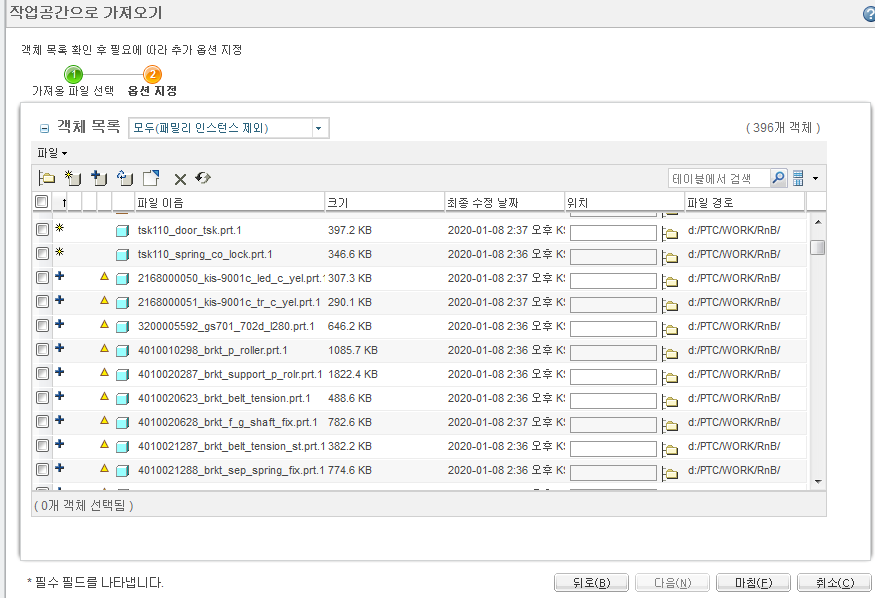 작업공간으로 가져오기
객체 목록 확인 후 필요에 따라 추가 옵션 지정
1 2
가져올 파일 선택 옵션 지정
객체 목록 모두(패밀리 인스턴스 제외) ( 396개 객체 )
파일
테이블에서 검색
파일 이름 크기 최종 수정 날짜 위치 파일 경로
tsk110_door_tsk.prt.1 397.2 KB 2020-01-08 2:37 오후 KS d:/PTC/WORK/RnB/
tsk110_spring_co_lock.prt.1 346.6 KB 2020-01-08 2:36 오후 KS d:/PTC/WORK/RnB/
2168000050_kis-9001c_led_c_yel.prt.1 307.3 KB 2020-01-08 2:37 오후 KS d:/PTC/WORK/RnB/
2168000051_kis-9001c_tr_c_yel.prt.1 290.1 KB 2020-01-08 2:37 오후 KS d:/PTC/WORK/RnB/
3200005592_gs701_702d_l280.prt.1 646.2 KB 2020-01-08 2:36 오후 KS d:/PTC/WORK/RnB/
4010010298_brkt_p_roller.prt.1 1085.7 KB 2020-01-08 2:36 오후 KS d:/PTC/WORK/RnB/
4010020287_brkt_support_p_rolr.prt.1 1822.4 KB 2020-01-08 2:36 오후 KS d:/PTC/WORK/RnB/
4010020623_brkt_belt_tension.prt.1 488.6 KB 2020-01-08 2:36 오후 KS d:/PTC/WORK/RnB/
4010020628_brkt_f_g_shaft_fix.prt.1 782.6 KB 2020-01-08 2:37 오후 KS d:/PTC/WORK/RnB/
4010021287_brkt_belt_tension_st.prt.1 382.2 KB 2020-01-08 2:36 오후 KS d:/PTC/WORK/RnB/
4010021288_brkt_sep_spring_fix.prt.1 774.6 KB 2020-01-08 2:36 오후 KS d:/PTC/WORK/RnB/
( 0개 객체 선택됨 )
* 필수 필드를 나타냅니다. 뒤로(B) 다음(N) 마침(F) 취소(C)